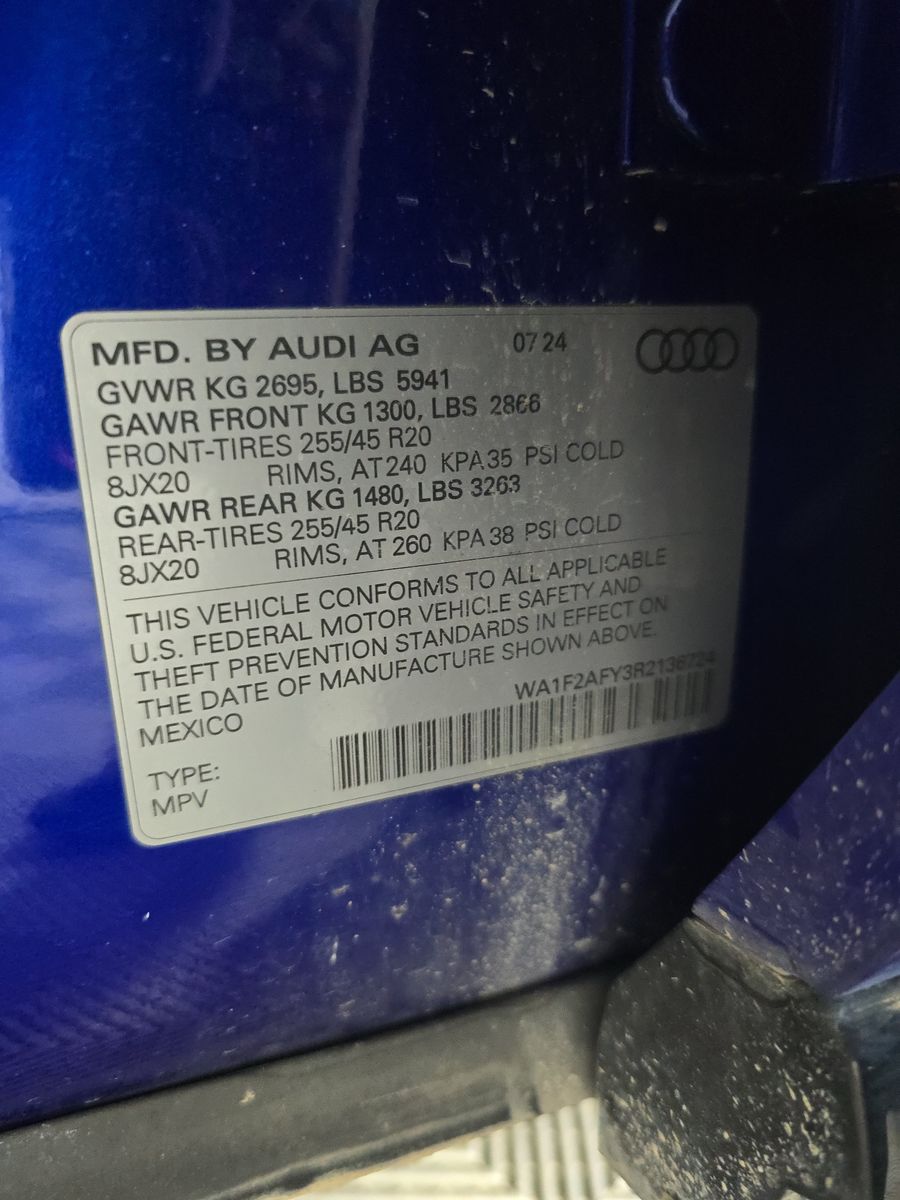 MFD. BY AUDI AG 07 24
GVWR KG 2695, LBS 5941
GAWR FRONT KG 1300, LBS 2866
FRONT-TIRES 255/45 R20
8JX20 RIMS, AT 240 KPA 35 PSI COLD
GAWR REAR KG 1480, LBS 3263
REAR-TIRES 255/45 R20
8JX20 RIMS, AT 260 KPA 38 PSI COLD
THIS VEHICLE CONFORMS TO ALL APPLICABLE
U.S. FEDERAL MOTOR VEHICLE SAFETY AND
THEFT PREVENTION STANDARDS IN EFFECT ON
THE DATE OF MANUFACTURE SHOWN ABOVE.
MEXICO WA1F2AFY3R2136724
TYPE:
MPV